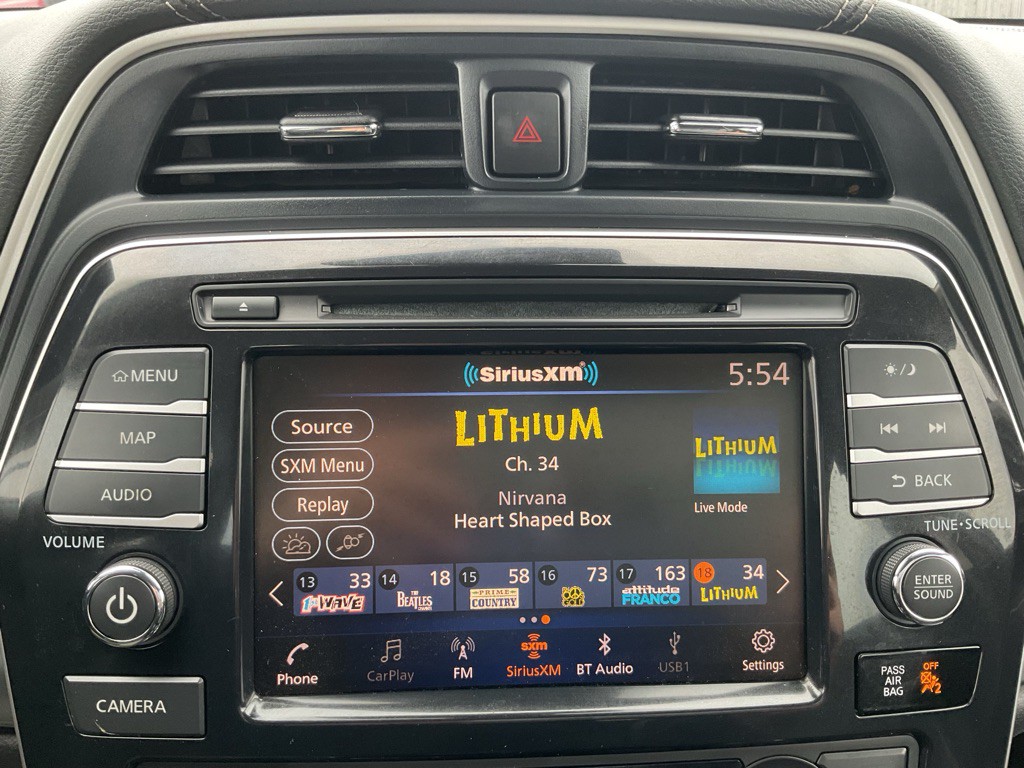 MENU
MAP
AUDIO
VOLUME
CAMERA
SiriusXM
5:54
Source
SXM Menu
Replay
LITHIUM
Ch. 34
Nirvana
Heart Shaped Box
LITHIUM
Live Mode
13 33
1st WAVE
14 18
THE BEATLES
15 58
PRIME COUNTRY
16 73
17 163
attitude FRANCO
18 34
LITHIUM
Phone
CarPlay
FM
sxm
SiriusXM
BT Audio
USB1
Settings
BACK
TUNE·SCROLL
ENTER
SOUND
PASS
AIR
BAG
OFF
2